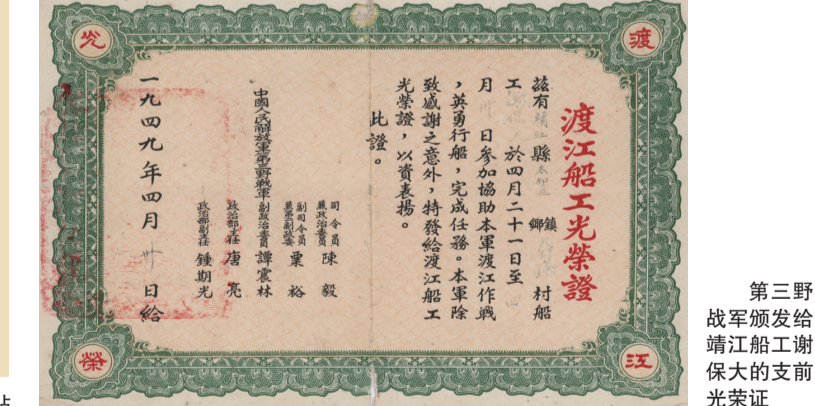 光
渡
榮
江
渡江船工光榮證
茲有靖江縣 鄉鎮 村船
工 於四月二十一日至四
月廿日參加協助本軍渡江作戰
，英勇行船，完成任務。本軍除
致感謝之意外，特發給渡江船工
光榮證，以資表揚。
此證。
中國人民解放軍第三野戰軍
司令員兼政治委員 陳毅
副司令員兼第二副政委 粟裕
副政治委員 譚震林
政治部主任 唐亮
政治部副主任 鍾期光
一九四九年四月廿日給
第三野
战军颁发给
靖江船工谢
保大的支前
光荣证